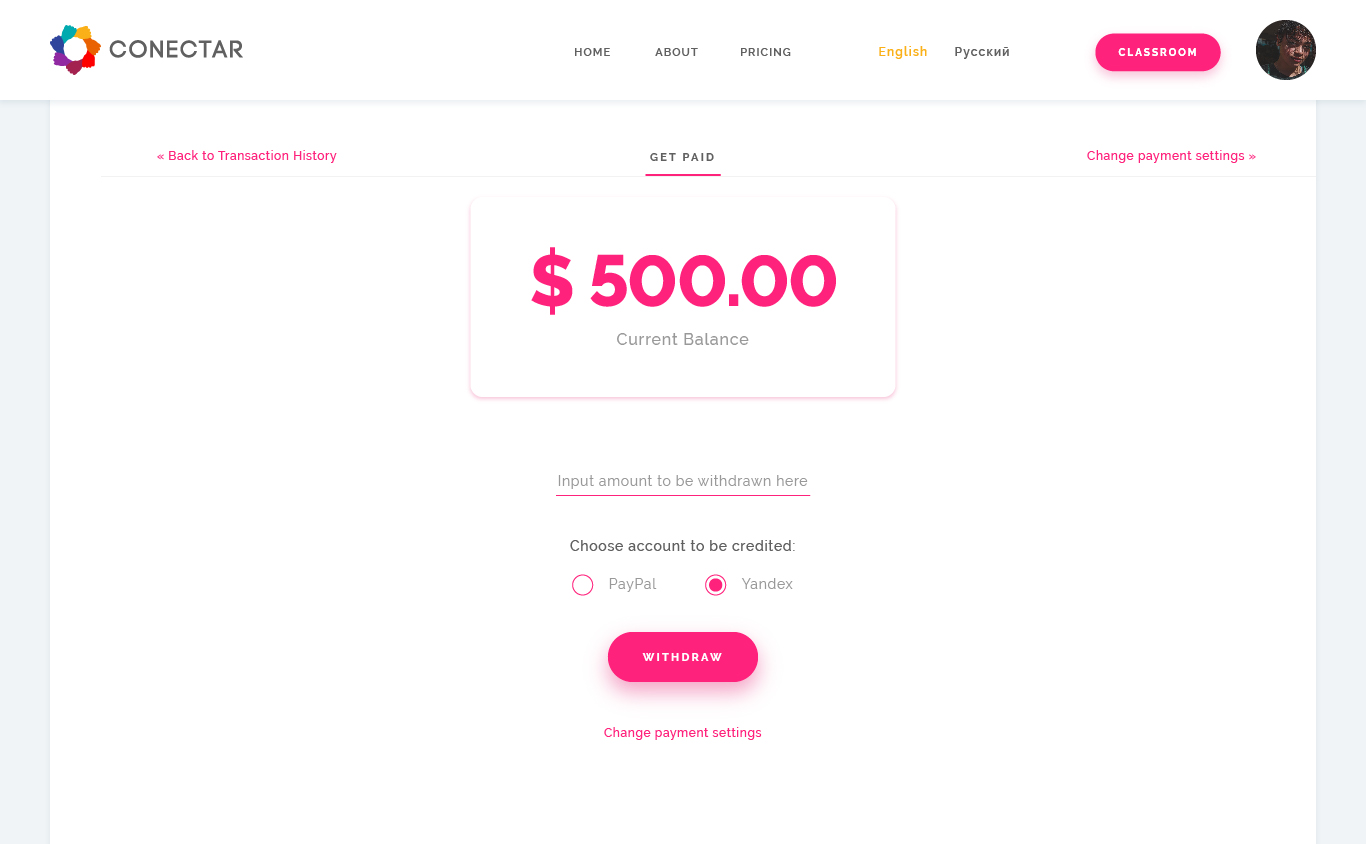 CONECTAR
HOME ABOUT PRICING English Русский CLASSROOM
« Back to Transaction History GET PAID Change payment settings »
$ 500.00
Current Balance
Input amount to be withdrawn here
Choose account to be credited:
PayPal Yandex
WITHDRAW
Change payment settings